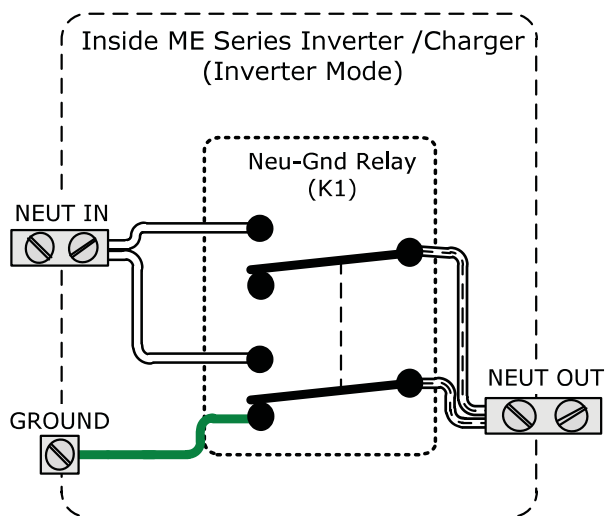 Inside ME Series Inverter /Charger
(Inverter Mode)
Neu-Gnd Relay
(K1)
NEUT IN
NEUT OUT
GROUND